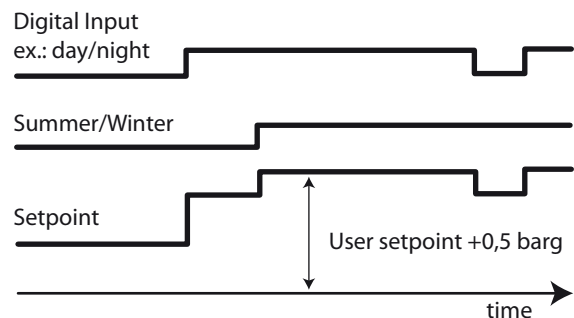 Digital Input
ex.: day/night
Summer/Winter
Setpoint
User setpoint +0,5 barg
time